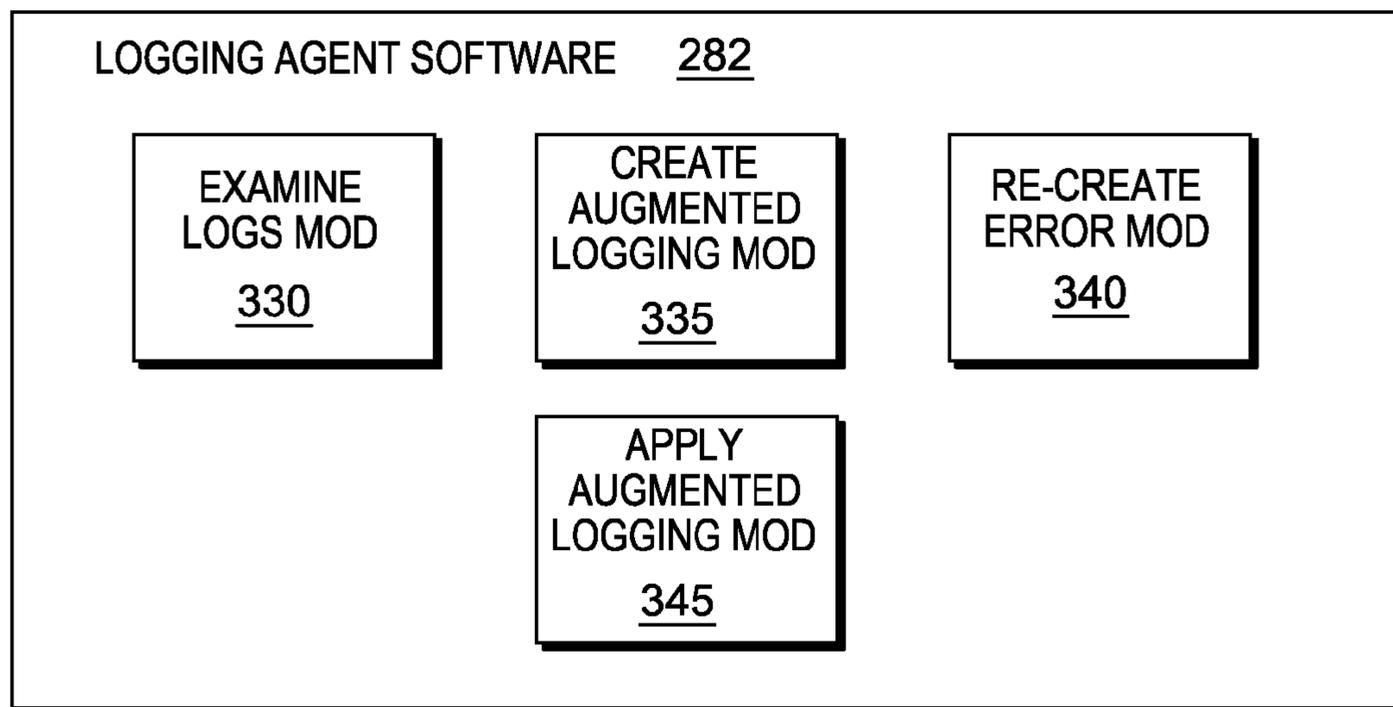 LOGGING AGENT SOFTWARE 282
EXAMINE
LOGS MOD
330
CREATE
AUGMENTED
LOGGING MOD
335
RE-CREATE
ERROR MOD
340
APPLY
AUGMENTED
LOGGING MOD
345